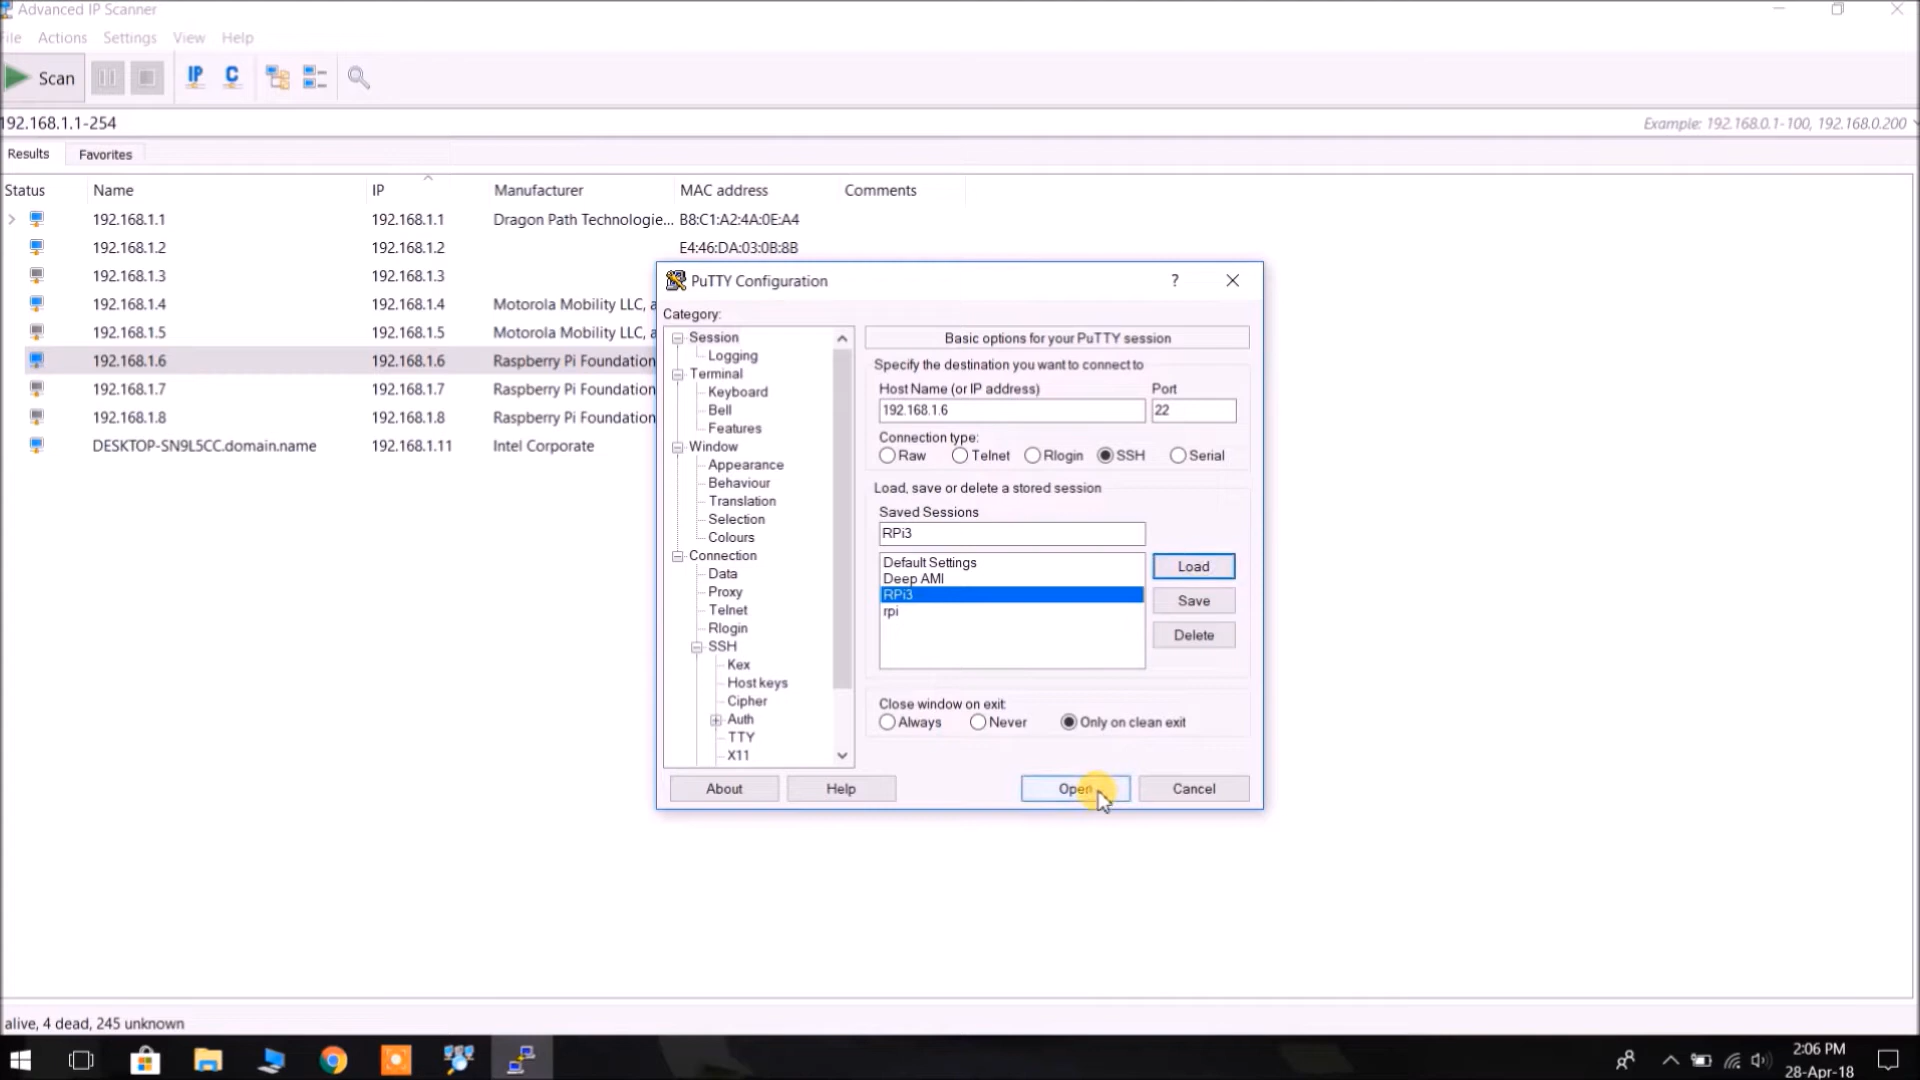 Advanced IP Scanner
File Actions Settings View Help
Scan IP C
192.168.1.1-254 Example: 192.168.0.1-100, 192.168.0.200
Results Favorites
Status Name IP Manufacturer MAC address Comments
192.168.1.1 192.168.1.1 Dragon Path Technologie... B8:C1:A2:4A:0E:A4
192.168.1.2 192.168.1.2 E4:46:DA:03:0B:8B
192.168.1.3 192.168.1.3
192.168.1.4 192.168.1.4 Motorola Mobility LLC, a
192.168.1.5 192.168.1.5 Motorola Mobility LLC, a
192.168.1.6 192.168.1.6 Raspberry Pi Foundation
192.168.1.7 192.168.1.7 Raspberry Pi Foundation
192.168.1.8 192.168.1.8 Raspberry Pi Foundation
DESKTOP-SN9L5CC.domain.name 192.168.1.11 Intel Corporate
PuTTY Configuration ?
Category:
Session
Logging
Terminal
Keyboard
Bell
Features
Window
Appearance
Behaviour
Translation
Selection
Colours
Connection
Data
Proxy
Telnet
Rlogin
SSH
Kex
Host keys
Cipher
Auth
TTY
X11
Basic options for your PuTTY session
Specify the destination you want to connect to
Host Name (or IP address) Port
192.168.1.6 22
Connection type:
Raw Telnet Rlogin SSH Serial
Load, save or delete a stored session
Saved Sessions
RPi3
Default Settings
Deep AMI
RPi3
rpi
Load
Save
Delete
Close window on exit:
Always Never Only on clean exit
About Help Open Cancel
alive, 4 dead, 245 unknown
2:06 PM
28-Apr-18